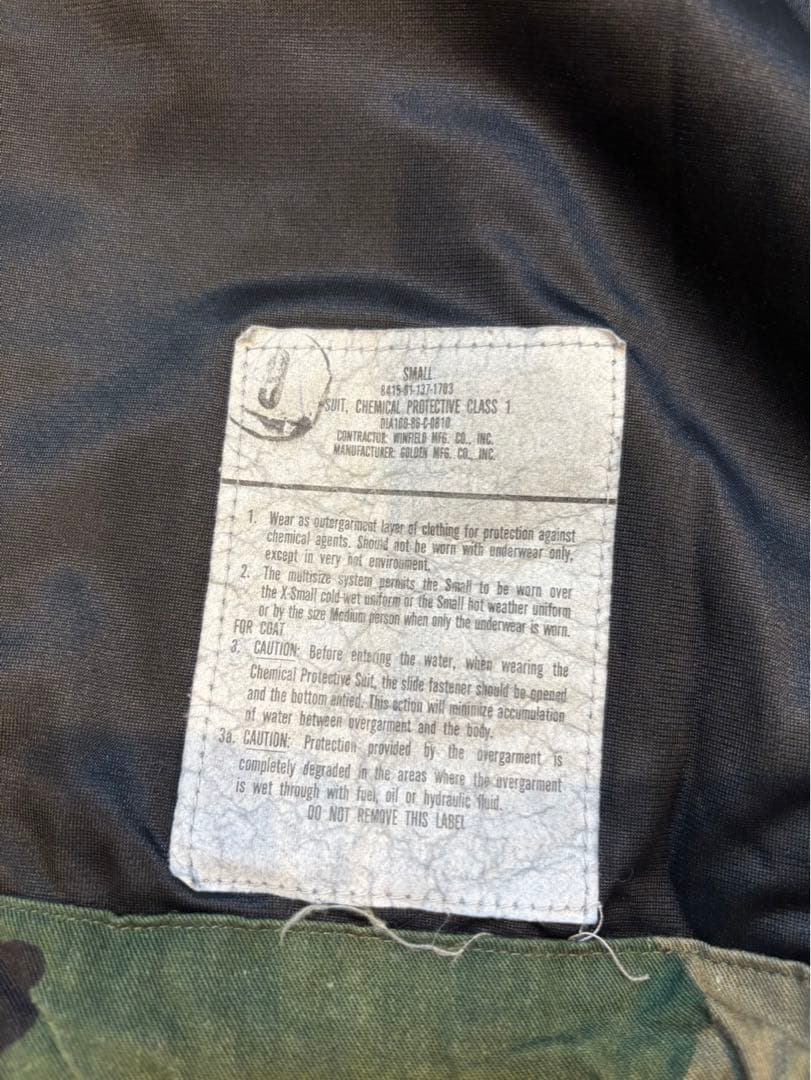 SMALL
8415-01-137-1703
SUIT, CHEMICAL PROTECTIVE CLASS 1
DLA100-86-C-0810
CONTRACTOR: WINFIELD MFG. CO., INC.
MANUFACTURER: GOLDEN MFG. CO., INC.
1. Wear as outergarment layer of clothing for protection against
chemical agents. Should not be worn with underwear only,
except in very hot environment.
2. The multisize system permits the Small to be worn over
the X-Small cold-wet uniform or the Small hot weather uniform
or by the size Medium person when only the underwear is worn.
FOR COAT
3. CAUTION: Before entering the water, when wearing the
Chemical Protective Suit, the slide fastener should be opened
and the bottom untied. This action will minimize accumulation
of water between overgarment and the body.
3a. CAUTION: Protection provided by the overgarment is
completely degraded in the areas where the overgarment
is wet through with fuel, oil or hydraulic fluid.
DO NOT REMOVE THIS LABEL